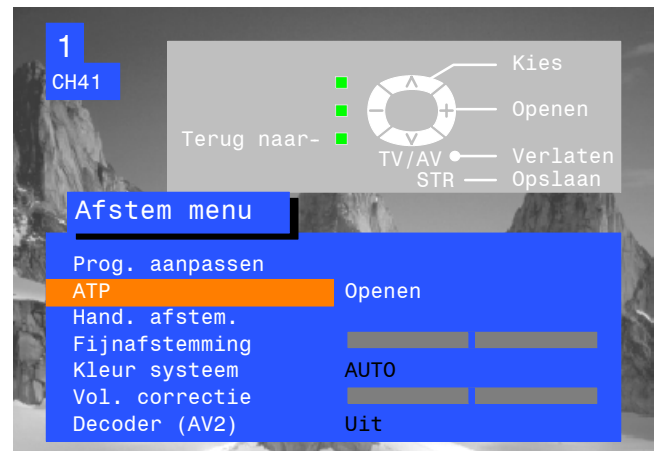 1
CH41
Kies
Openen
Terug naar-
TV/AV Verlaten
STR Opslaan
Afstem menu
Prog. aanpassen
ATP Openen
Hand. afstem.
Fijnafstemming
Kleur systeem AUTO
Vol. correctie
Decoder (AV2) Uit